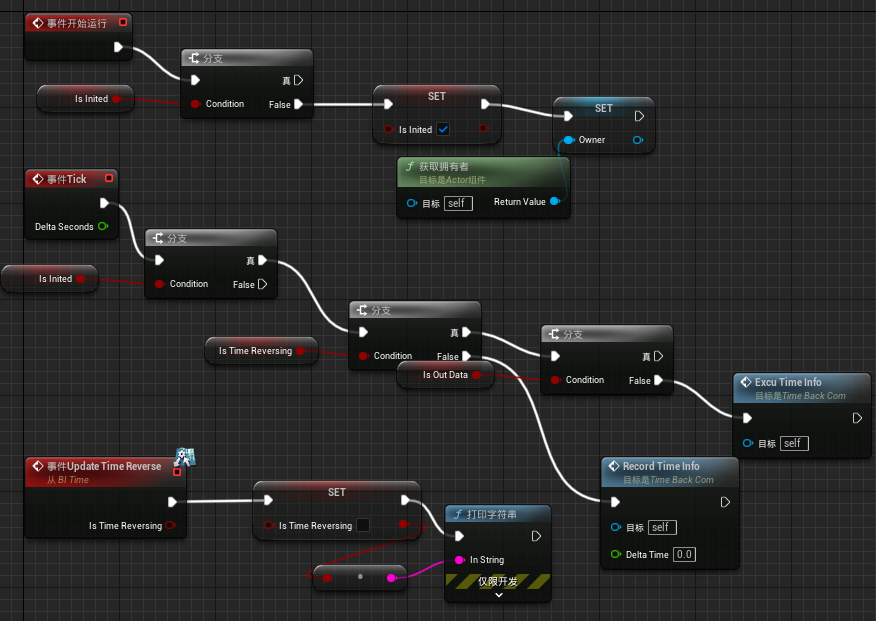 事件开始运行
分支
真
Is Inited
Condition
False
SET
Is Inited
SET
Owner
获取拥有者
目标是Actor组件
目标
self
Return Value
事件Tick
Delta Seconds
分支
真
Is Inited
Condition
False
分支
真
Is Time Reversing
Condition
False
Is Out Data
分支
真
Condition
False
Excu Time Info
目标是Time Back Com
目标
self
事件Update Time Reverse
从 BI Time
Is Time Reversing
SET
Is Time Reversing
打印字符串
In String
仅限开发
Record Time Info
目标是Time Back Com
目标
self
Delta Time
0.0